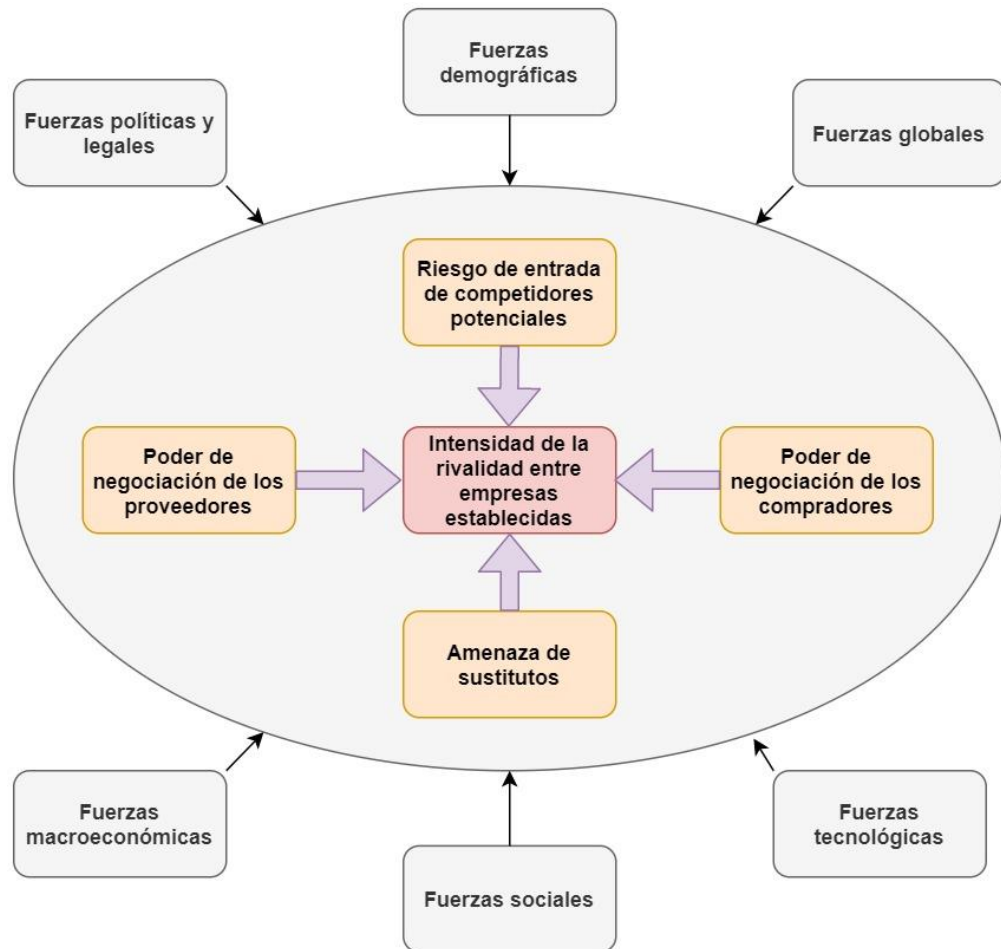 Fuerzas
demográficas
Fuerzas políticas y
legales
Fuerzas globales
Riesgo de entrada
de competidores
potenciales
Poder de
negociación de los
proveedores
Intensidad de la
rivalidad entre
empresas
establecidas
Poder de
negociación de los
compradores
Amenaza de
sustitutos
Fuerzas
macroeconómicas
Fuerzas sociales
Fuerzas
tecnológicas